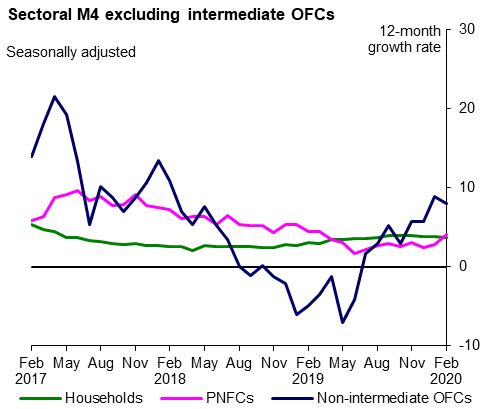 Sectoral M4 excluding intermediate OFCs
Seasonally adjusted
12-month
growth rate
30
20
10
0
-10
Feb May Aug Nov Feb May Aug Nov Feb May Aug Nov Feb
2017 2018 2019 2020
Households PNFCs Non-intermediate OFCs